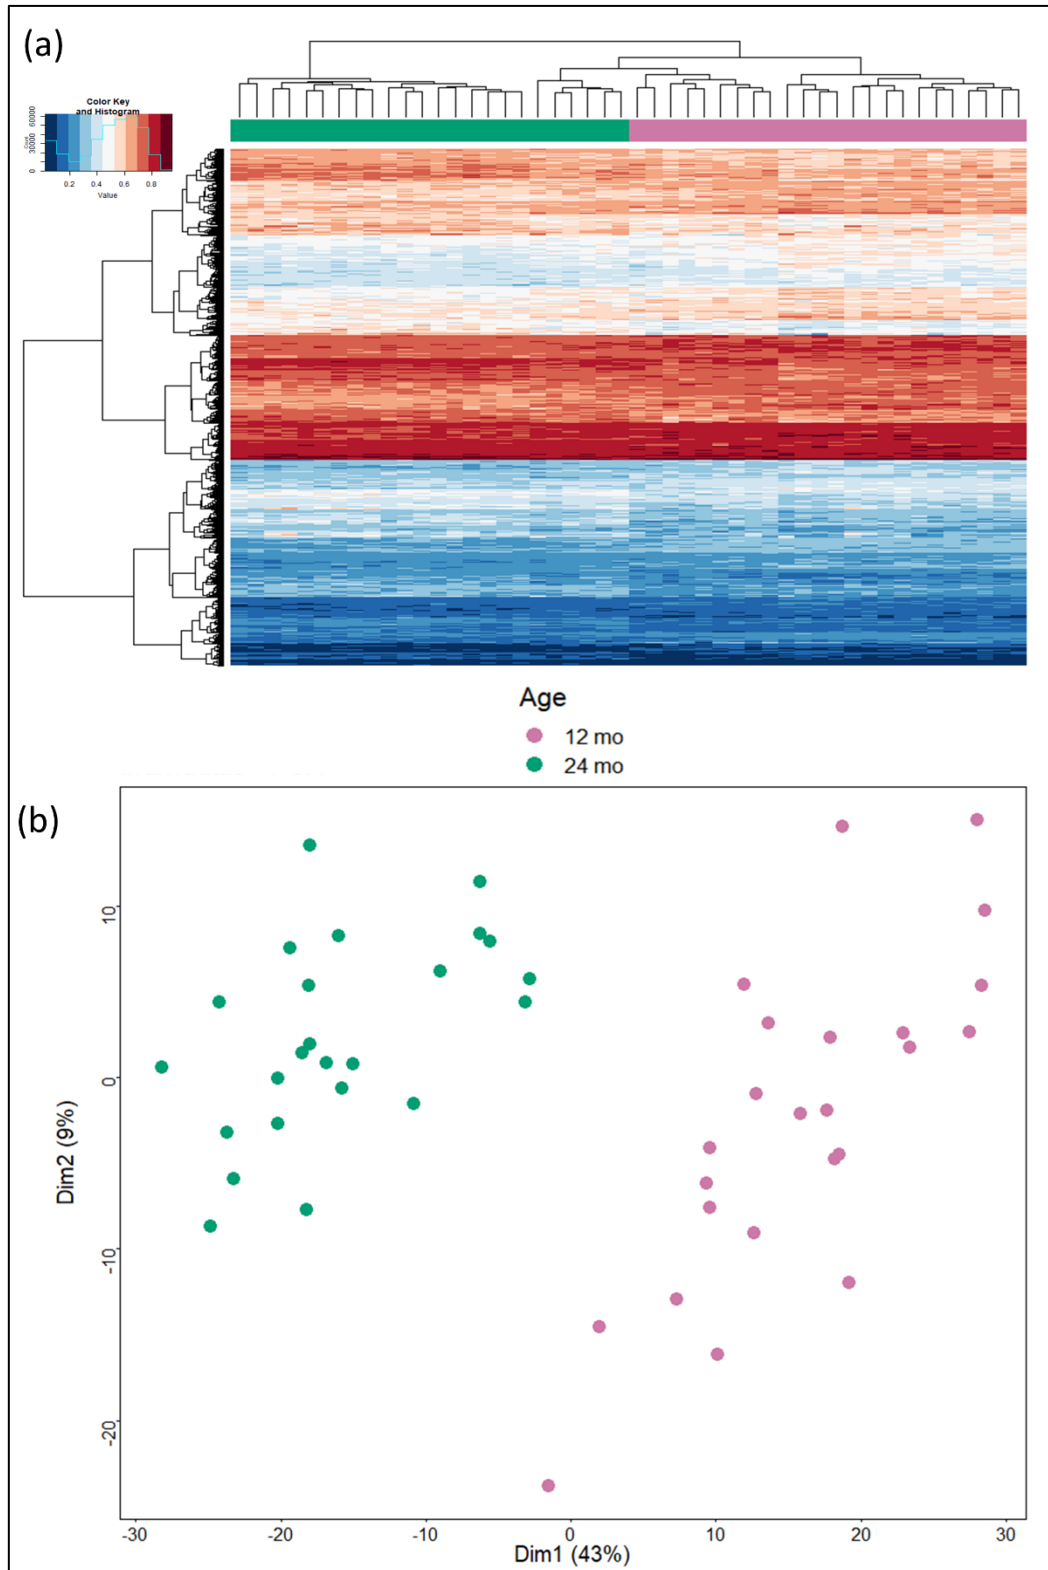 (a)
Color Key
and Histogram
Count
0 30000 60000
0.2 0.4 0.6 0.8
Value
Age
12 mo
24 mo
(b)
Dim2 (9%)
10
0
-10
-20
-30 -20 -10 0 10 20 30
Dim1 (43%)